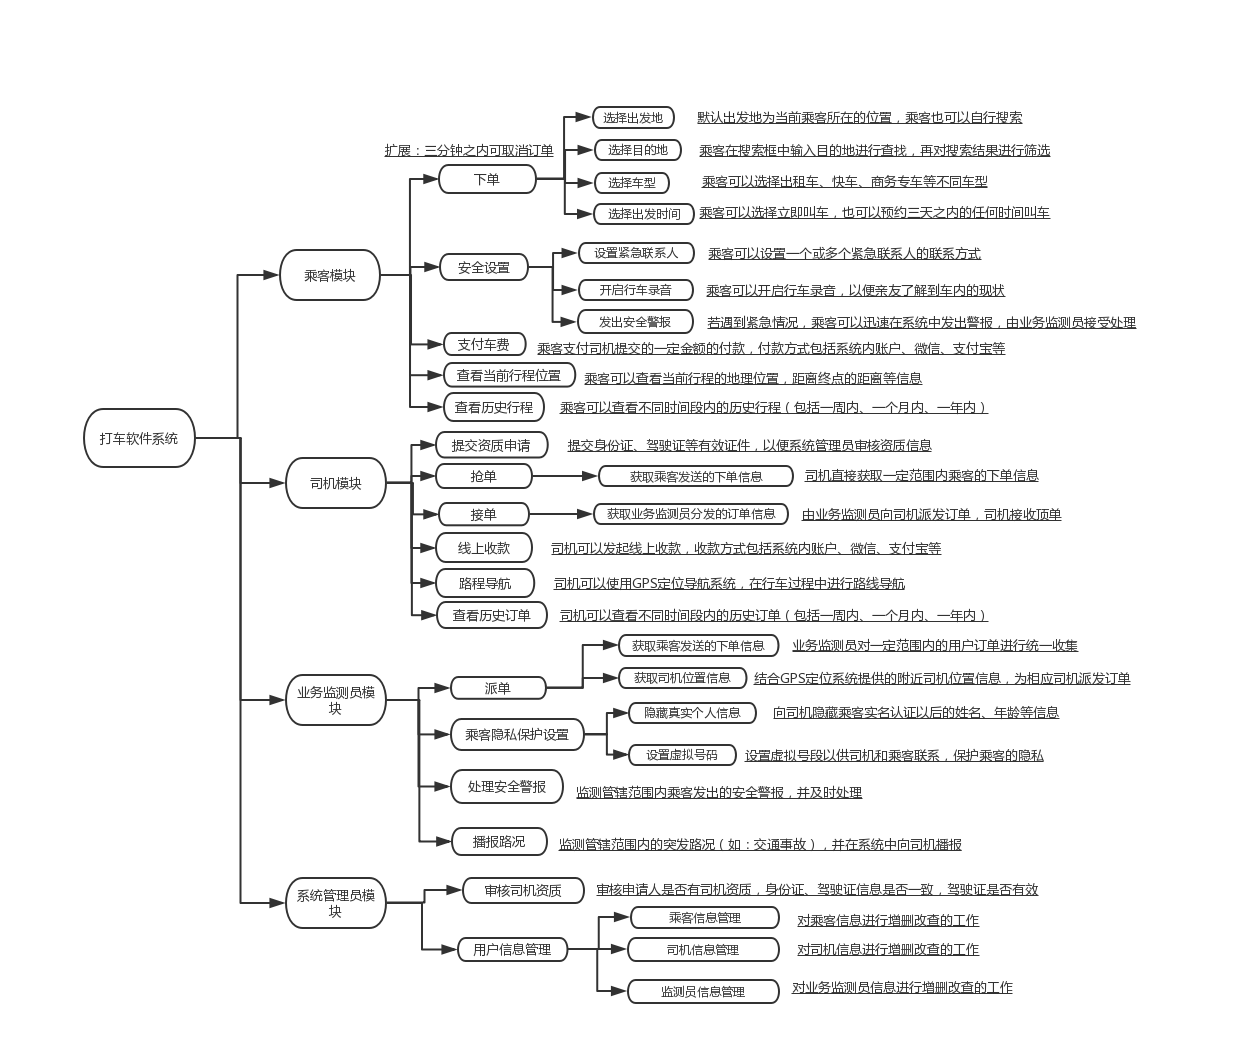 选择出发地 默认出发地为当前乘客所在的位置，乘客也可以自行搜索
扩展：三分钟之内可取消订单
选择目的地 乘客在搜索框中输入目的地进行查找，再对搜索结果进行筛选
下单
选择车型 乘客可以选择出租车、快车、商务专车等不同车型
选择出发时间 乘客可以选择立即叫车，也可以预约三天之内的任何时间叫车
设置紧急联系人 乘客可以设置一个或多个紧急联系人的联系方式
安全设置
乘客模块
开启行车录音 乘客可以开启行车录音，以便亲友了解到车内的现状
发出安全警报 若遇到紧急情况，乘客可以迅速在系统中发出警报，由业务监测员接受处理
支付车费 乘客支付司机提交的一定金额的付款，付款方式包括系统内账户、微信、支付宝等
查看当前行程位置 乘客可以查看当前行程的地理位置，距离终点的距离等信息
查看历史行程 乘客可以查看不同时间段内的历史行程（包括一周内、一个月内、一年内）
打车软件系统
提交资质申请 提交身份证、驾驶证等有效证件，以便系统管理员审核资质信息
抢单 获取乘客发送的下单信息 司机直接获取一定范围内乘客的下单信息
司机模块
接单 获取业务监测员分发的订单信息 由业务监测员向司机派发订单，司机接收顶单
线上收款 司机可以发起线上收款，收款方式包括系统内账户、微信、支付宝等
路程导航 司机可以使用GPS定位导航系统，在行车过程中进行路线导航
查看历史订单 司机可以查看不同时间段内的历史订单（包括一周内、一个月内、一年内）
获取乘客发送的下单信息 业务监测员对一定范围内的用户订单进行统一收集
获取司机位置信息 结合GPS定位系统提供的附近司机位置信息，为相应司机派发订单
派单
业务监测员模
块
隐藏真实个人信息 向司机隐藏乘客实名认证以后的姓名、年龄等信息
乘客隐私保护设置
设置虚拟号码 设置虚拟号段以供司机和乘客联系，保护乘客的隐私
处理安全警报 监测管辖范围内乘客发出的安全警报，并及时处理
播报路况 监测管辖范围内的突发路况（如：交通事故），并在系统中向司机播报
审核司机资质 审核申请人是否有司机资质，身份证、驾驶证信息是否一致，驾驶证是否有效
系统管理员模
块
乘客信息管理 对乘客信息进行增删改查的工作
用户信息管理 司机信息管理 对司机信息进行增删改查的工作
监测员信息管理 对业务监测员信息进行增删改查的工作